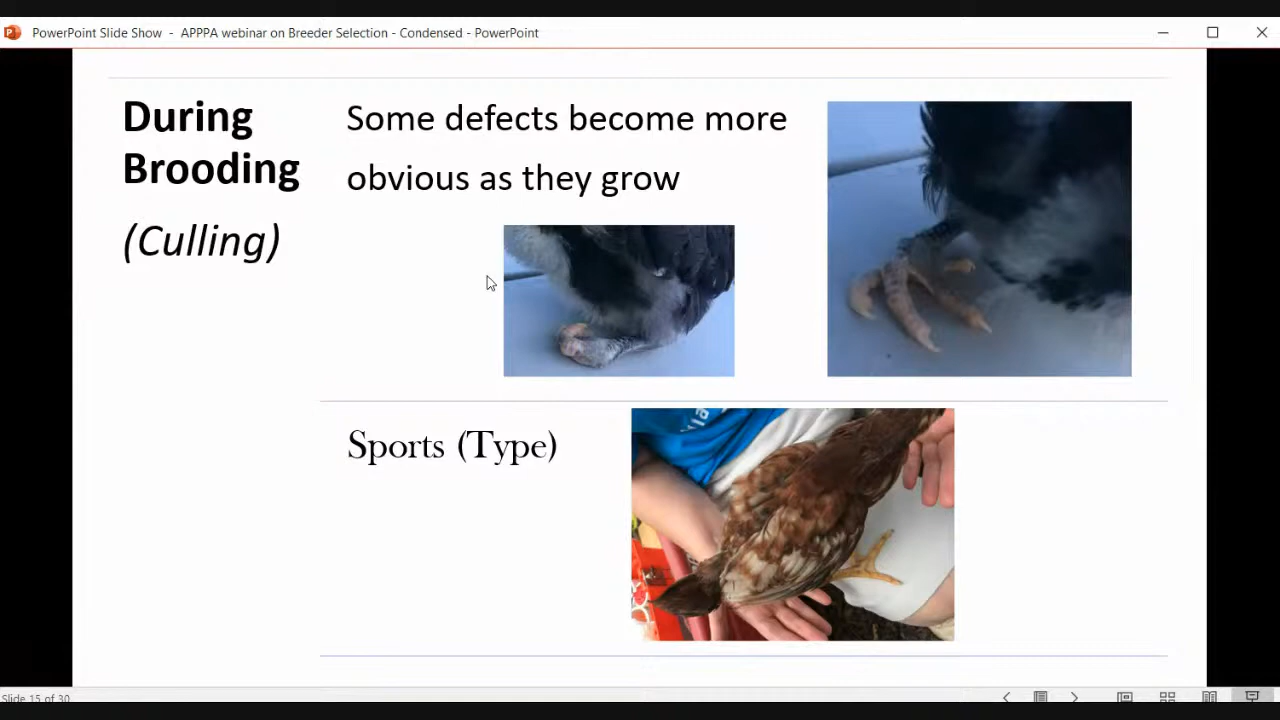 PowerPoint Slide Show - APPPA webinar on Breeder Selection - Condensed - PowerPoint
During
Brooding
(Culling)
Some defects become more
obvious as they grow
Sports (Type)
Slide 15 of 30